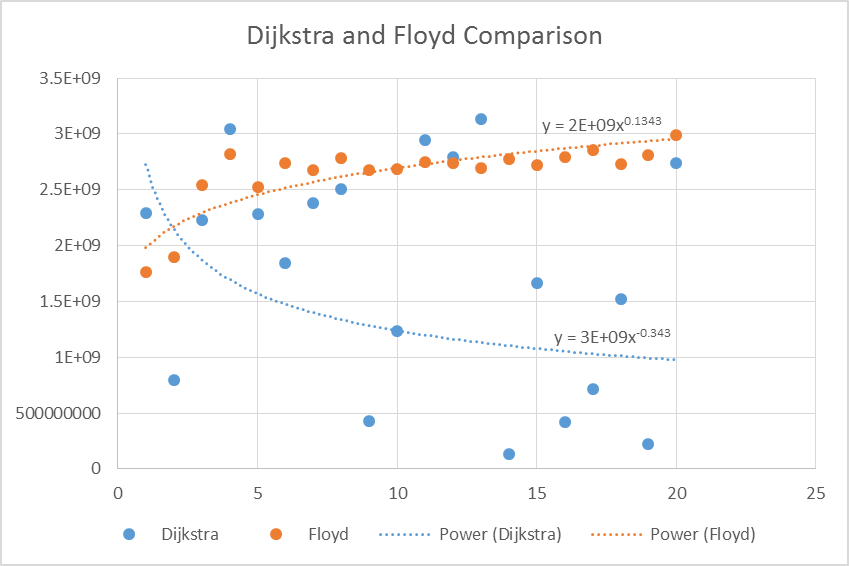 Dijkstra and Floyd Comparison
3.5E+09
3E+09
2.5E+09
2E+09
1.5E+09
1E+09
500000000
0
y = 2E+09x^0.1343
y = 3E+09x^-0.343
0 5 10 15 20 25
Dijkstra Floyd Power (Dijkstra) Power (Floyd)